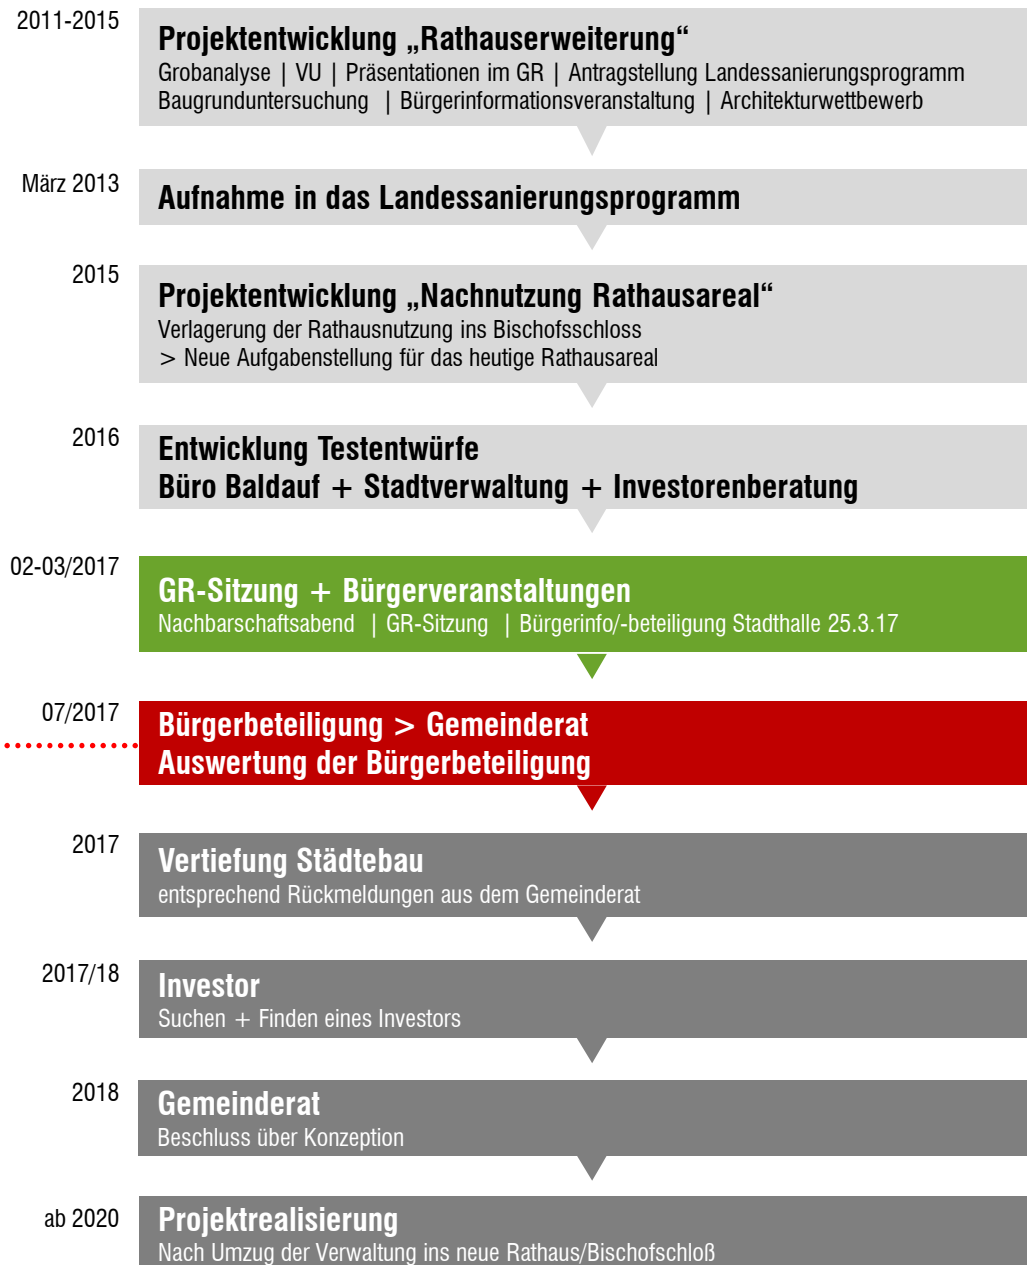 2011-2015
Projektentwicklung „Rathauserweiterung“
Grobanalyse | VU | Präsentationen im GR | Antragstellung Landessanierungsprogramm
Baugrunduntersuchung | Bürgerinformationsveranstaltung | Architekturwettbewerb
März 2013
Aufnahme in das Landessanierungsprogramm
2015
Projektentwicklung „Nachnutzung Rathausareal“
Verlagerung der Rathausnutzung ins Bischofsschloss
> Neue Aufgabenstellung für das heutige Rathausareal
2016
Entwicklung Testentwürfe
Büro Baldauf + Stadtverwaltung + Investorenberatung
02-03/2017
GR-Sitzung + Bürgerveranstaltungen
Nachbarschaftsabend | GR-Sitzung | Bürgerinfo/-beteiligung Stadthalle 25.3.17
07/2017
Bürgerbeteiligung > Gemeinderat
Auswertung der Bürgerbeteiligung
2017
Vertiefung Städtebau
entsprechend Rückmeldungen aus dem Gemeinderat
2017/18
Investor
Suchen + Finden eines Investors
2018
Gemeinderat
Beschluss über Konzeption
ab 2020
Projektrealisierung
Nach Umzug der Verwaltung ins neue Rathaus/Bischofschloß